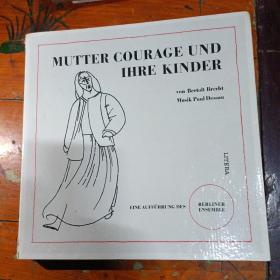 MUTTER COURAGE UND
IHRE KINDER
von Bertolt Brecht
Musik Paul Dessau
LITERA
EINE AUFFÜHRUNG DES
BERLINER
ENSEMBLE